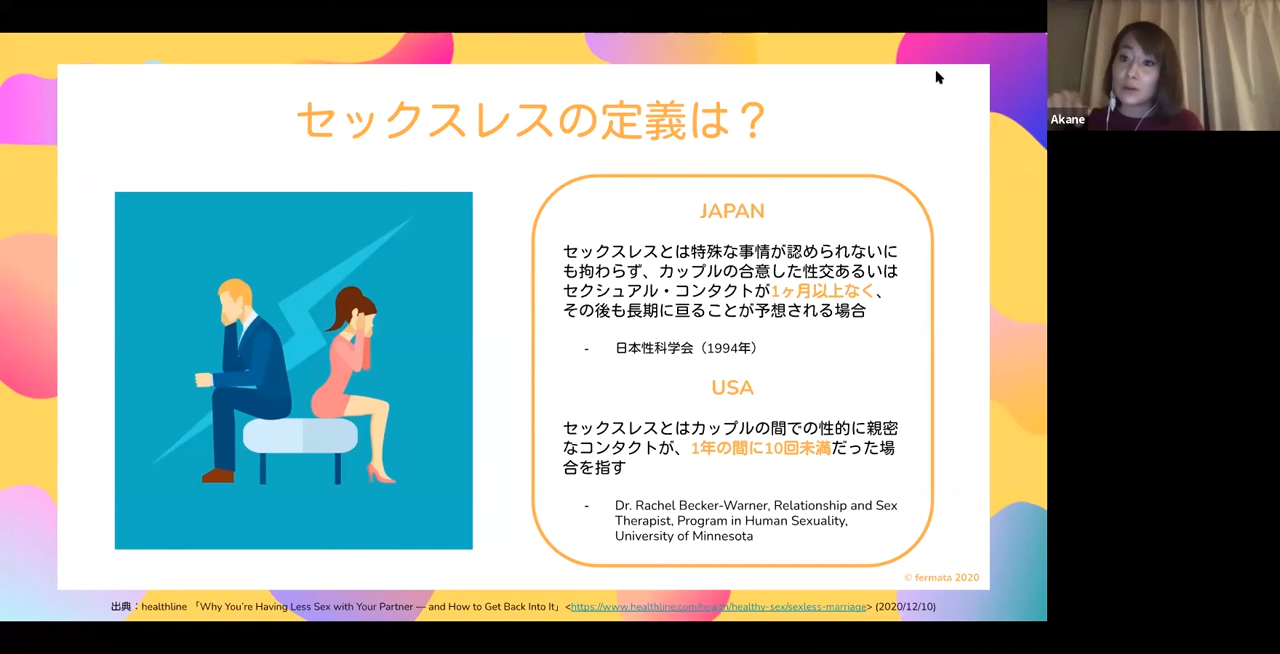 セックスレスの定義は？
Akane
JAPAN
セックスレスとは特殊な事情が認められないに
も拘わらず、カップルの合意した性交あるいは
セクシュアル・コンタクトが1ヶ月以上なく、
その後も長期に亘ることが予想される場合
- 日本性科学会（1994年）
USA
セックスレスとはカップルの間での性的に親密
なコンタクトが、1年の間に10回未満だった場
合を指す
- Dr. Rachel Becker-Warner, Relationship and Sex
Therapist, Program in Human Sexuality,
University of Minnesota
© fermata 2020
出典：healthline 「Why You're Having Less Sex with Your Partner — and How to Get Back Into It」<https://www.healthline.com/health/healthy-sex/sexless-marriage> (2020/12/10)